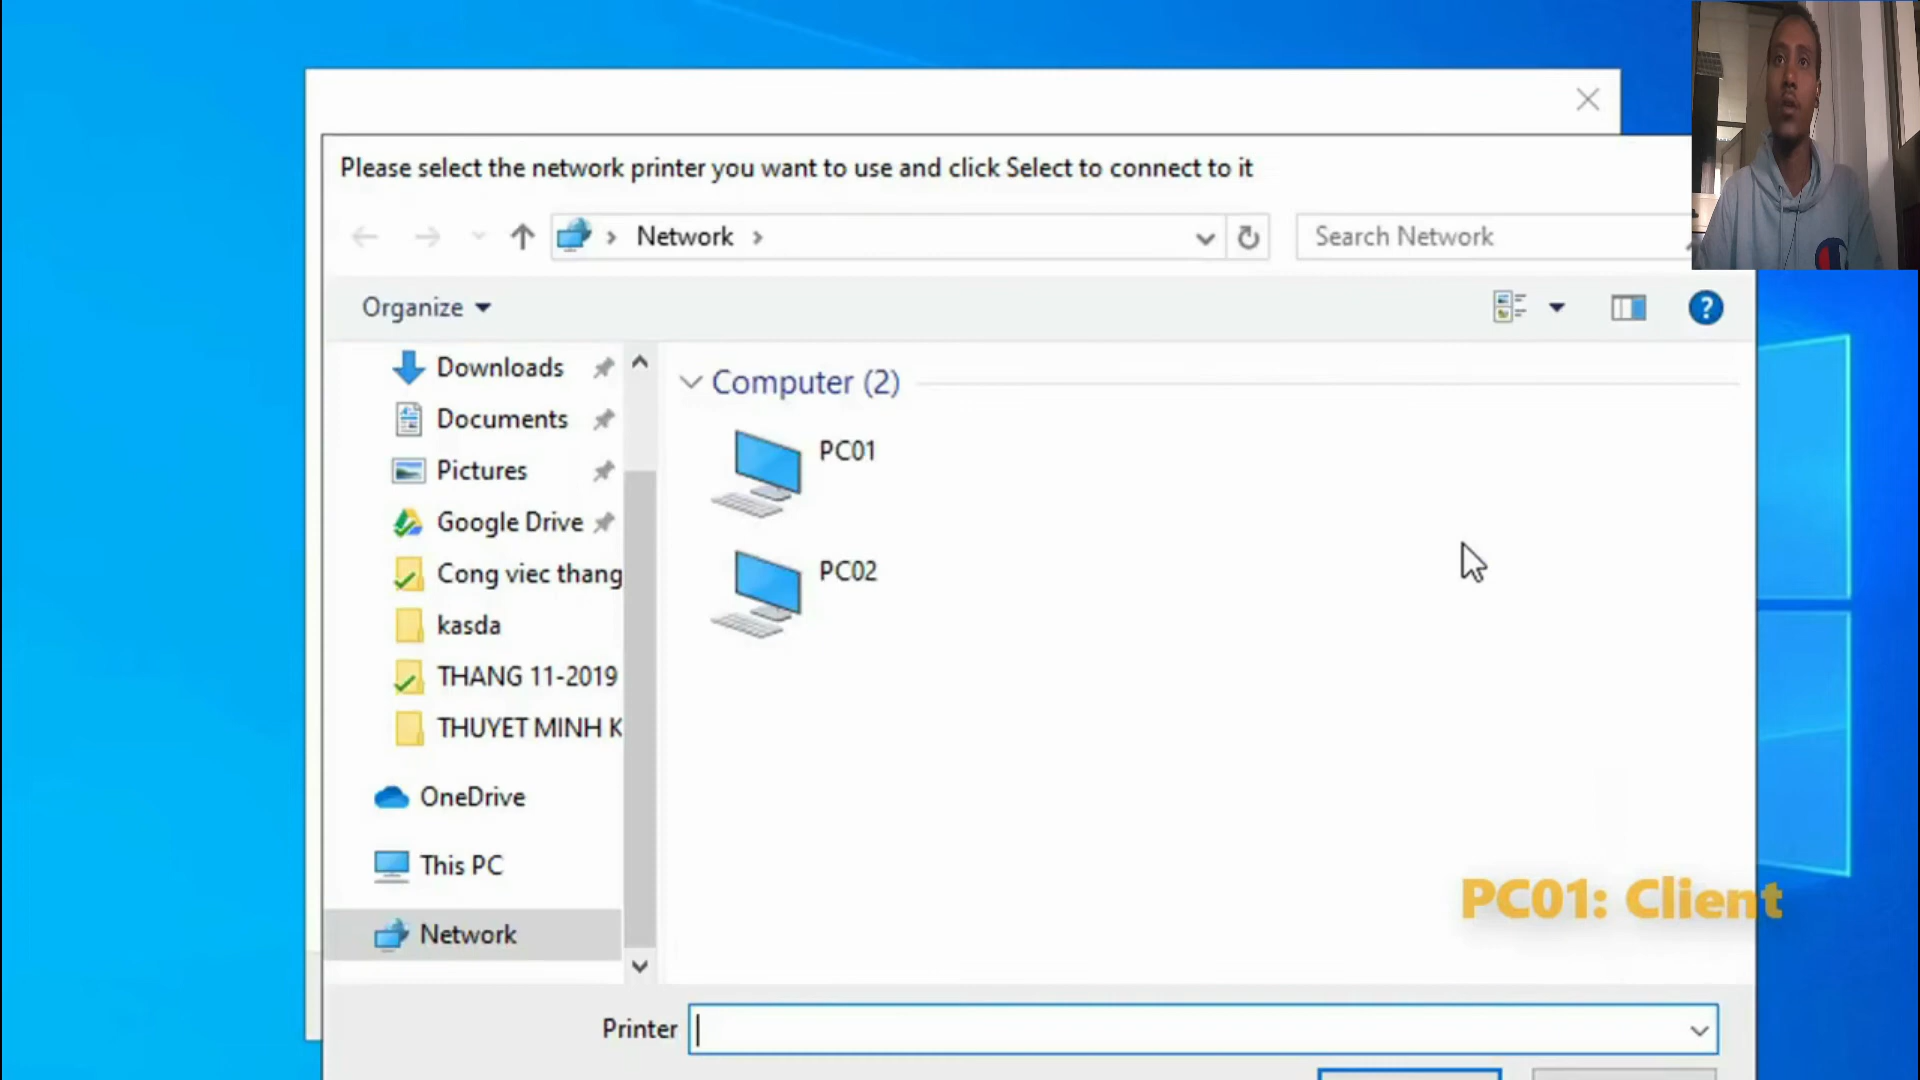 Please select the network printer you want to use and click Select to connect to it
Network
Search Network
Organize
Downloads
Documents
Pictures
Google Drive
Cong viec thang
kasda
THANG 11-2019
THUYET MINH K
OneDrive
This PC
Network
Computer (2)
PC01
PC02
PC01: Client
Printer